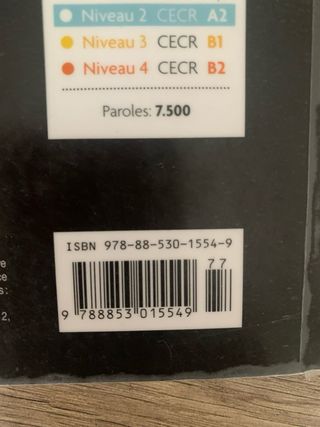 Niveau 2 CECR A2
Niveau 3 CECR B1
Niveau 4 CECR B2
Paroles: 7.500
ISBN 978-88-530-1554-9
77
9 788853 015549
2,